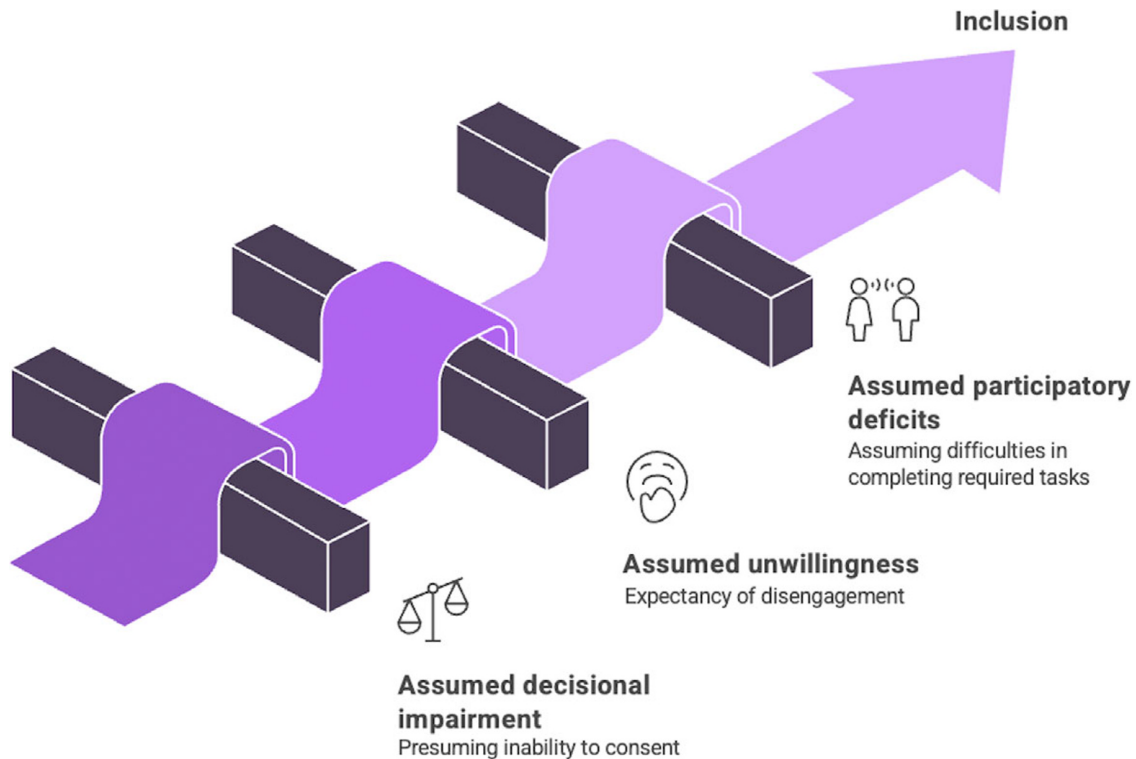 Inclusion
Assumed participatory
deficits
Assuming difficulties in
completing required tasks
Assumed unwillingness
Expectancy of disengagement
Assumed decisional
impairment
Presuming inability to consent